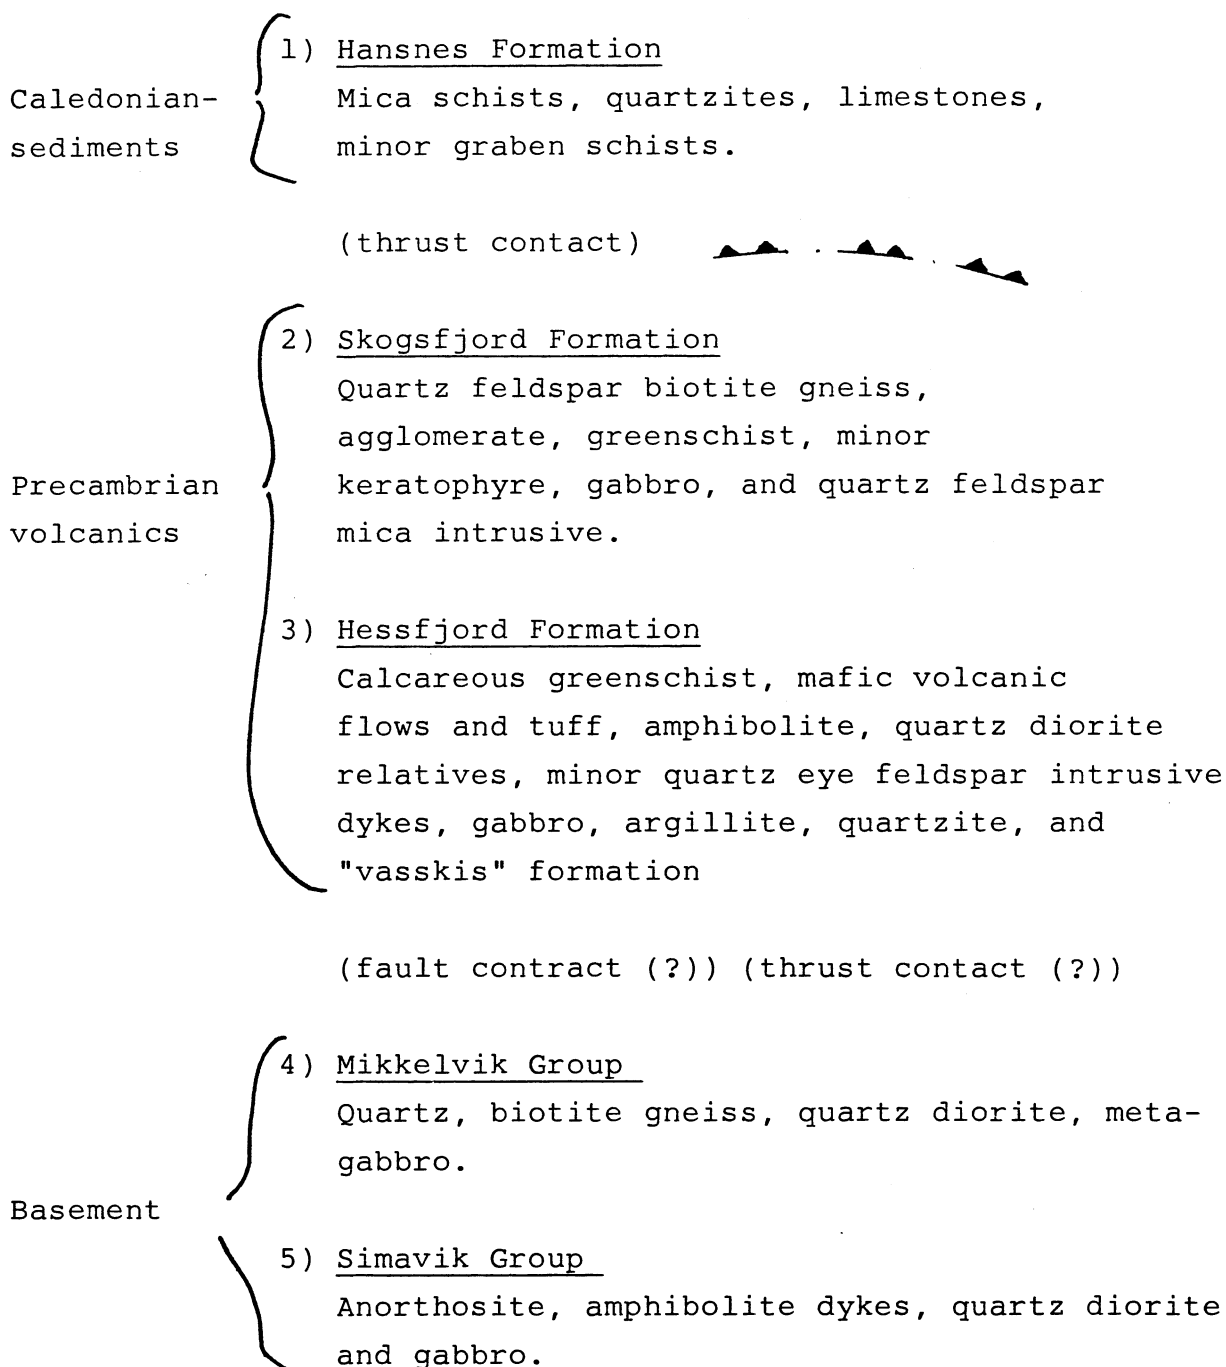 1) Hansnes Formation
Caledonian- Mica schists, quartzites, limestones,
sediments minor graben schists.
(thrust contact)
2) Skogsfjord Formation
Quartz feldspar biotite gneiss,
agglomerate, greenschist, minor
Precambrian keratophyre, gabbro, and quartz feldspar
volcanics mica intrusive.
3) Hessfjord Formation
Calcareous greenschist, mafic volcanic
flows and tuff, amphibolite, quartz diorite
relatives, minor quartz eye feldspar intrusive
dykes, gabbro, argillite, quartzite, and
"vasskis" formation
(fault contract (?)) (thrust contact (?))
4) Mikkelvik Group
Quartz, biotite gneiss, quartz diorite, meta-
gabbro.
Basement
5) Simavik Group
Anorthosite, amphibolite dykes, quartz diorite
and gabbro.